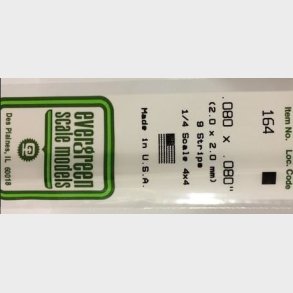 Item No. Loc. Code
164
.080 x .080"
(2.0 x 2.0 mm)
9 Strips
1/4 Scale 4x4
Made in U.S.A.
evergreen
scale models
Des Plaines, IL 60018